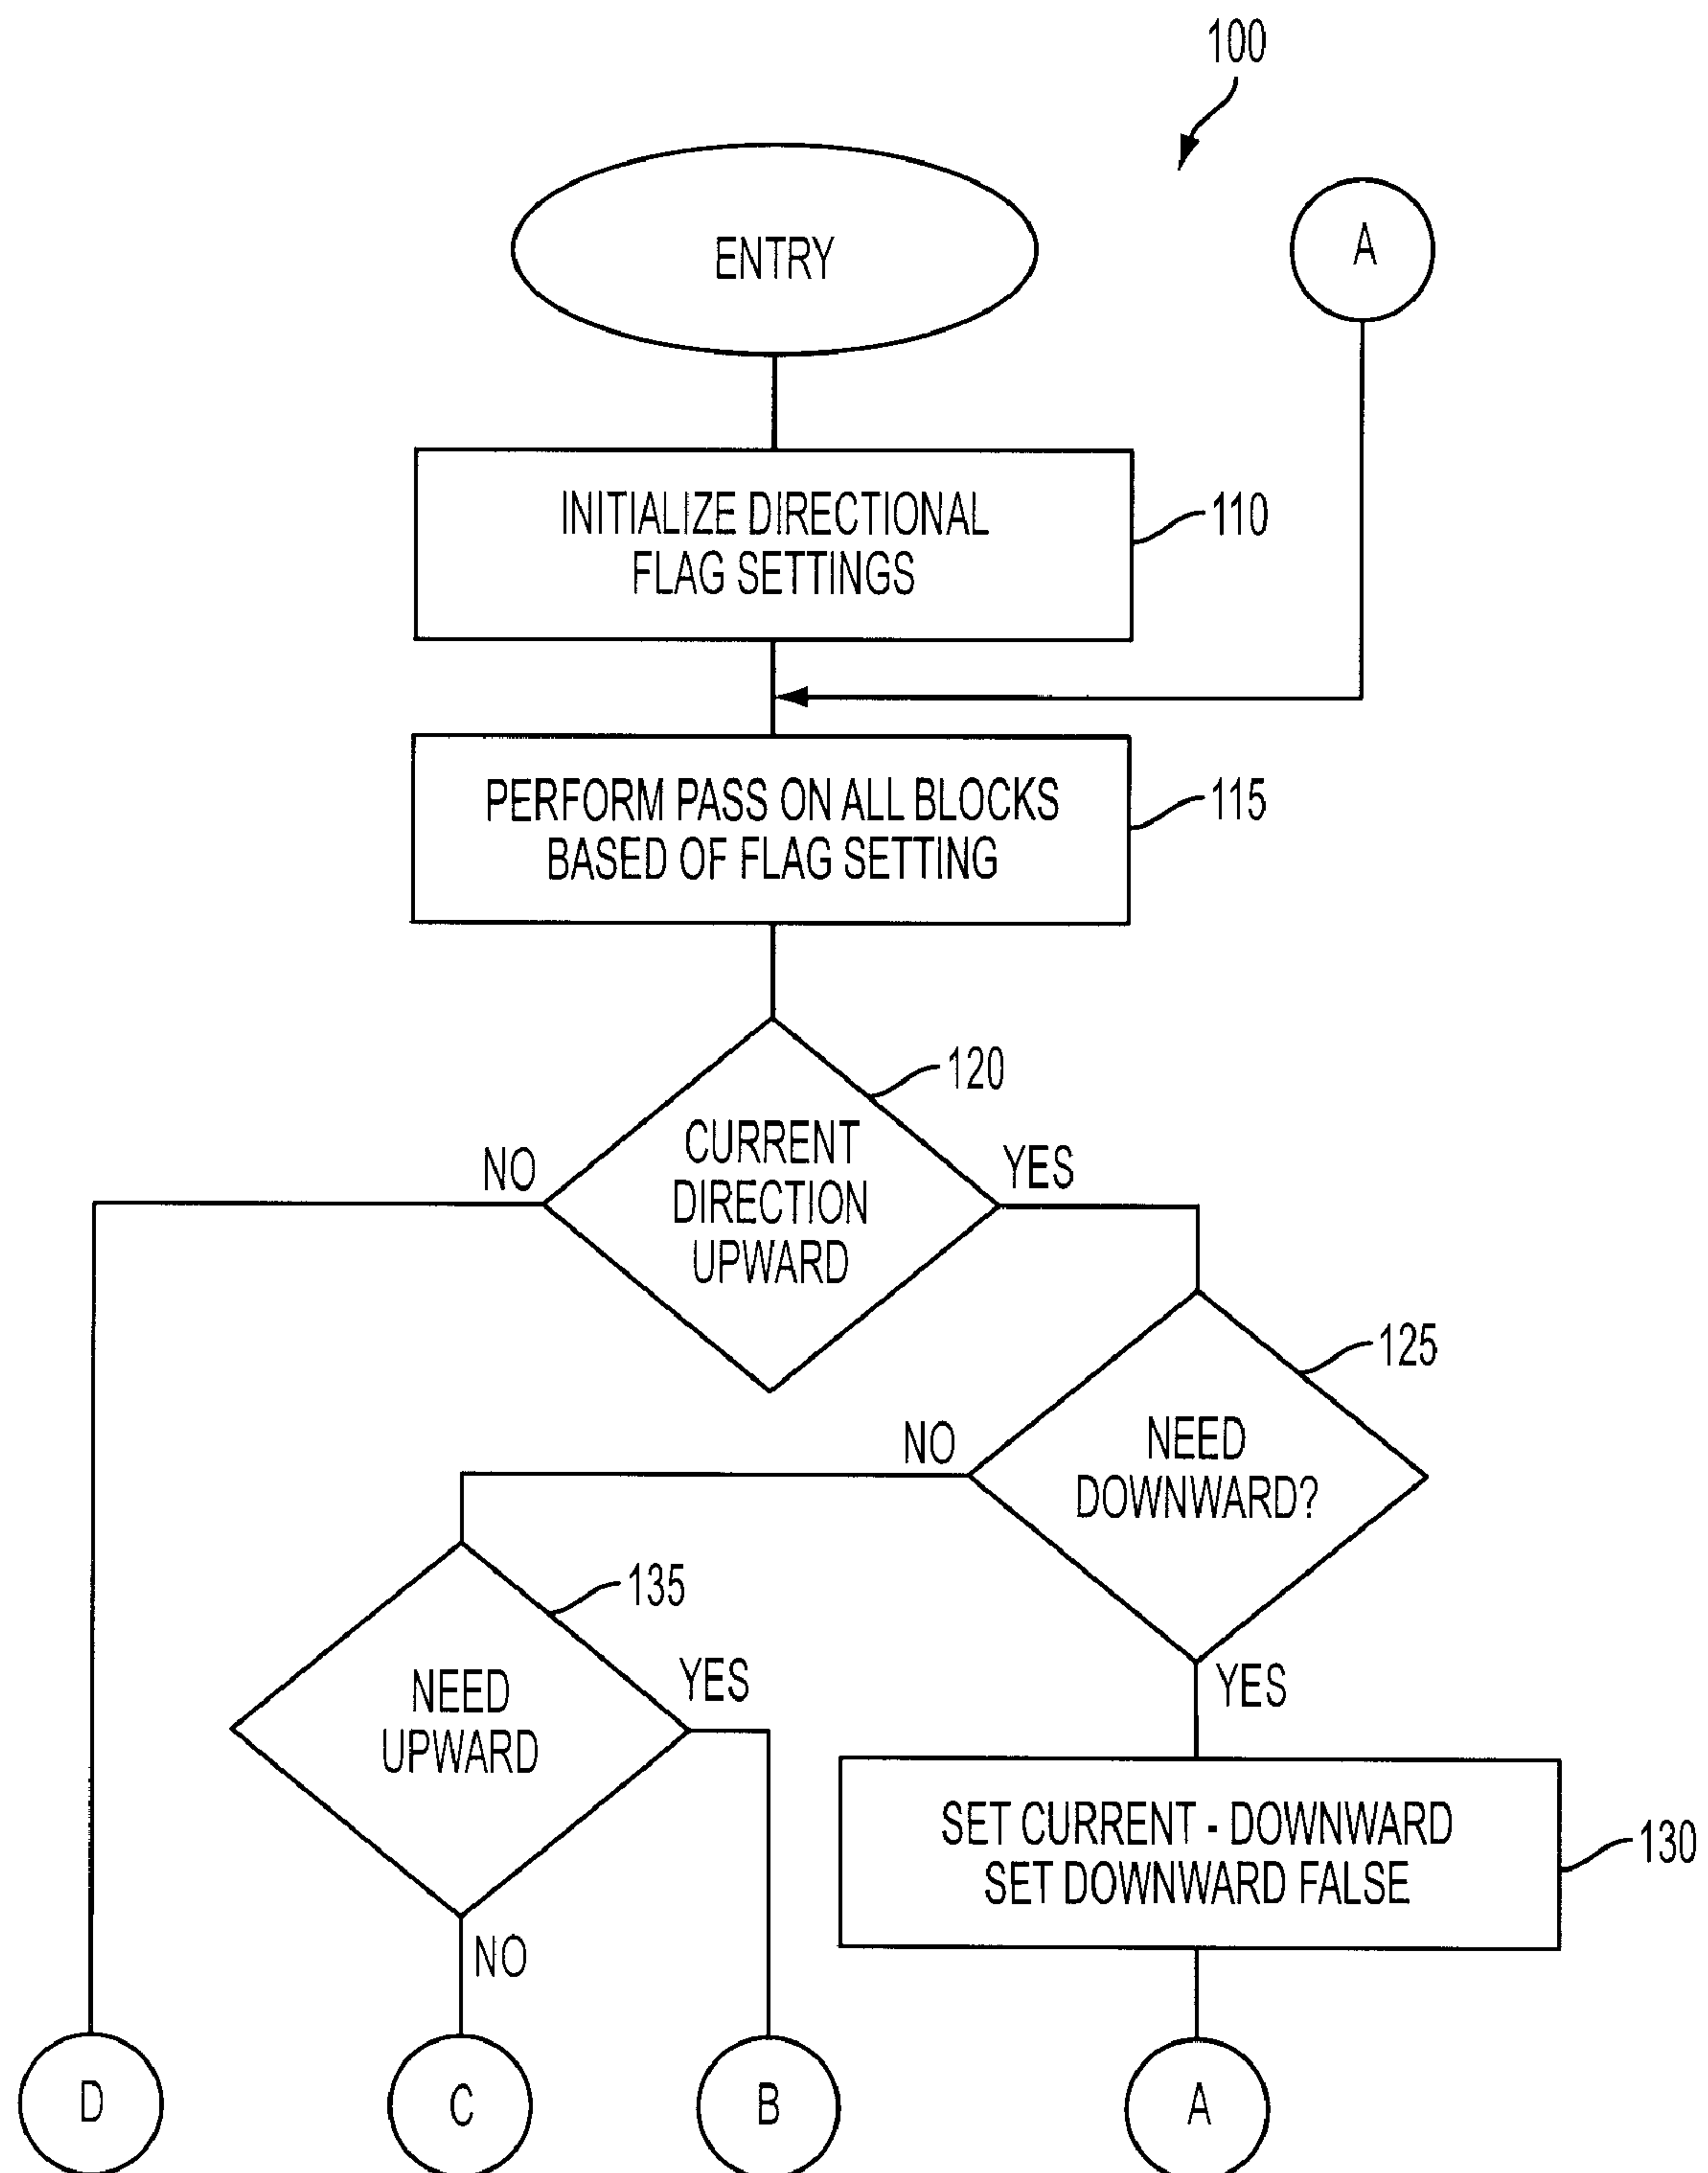 100
ENTRY
A
INITIALIZE DIRECTIONAL
FLAG SETTINGS
110
PERFORM PASS ON ALL BLOCKS
BASED OF FLAG SETTING
115
120
CURRENT
DIRECTION
UPWARD
NO
YES
125
NEED
DOWNWARD?
NO
YES
135
NEED
UPWARD
YES
NO
SET CURRENT - DOWNWARD
SET DOWNWARD FALSE
130
D
C
B
A